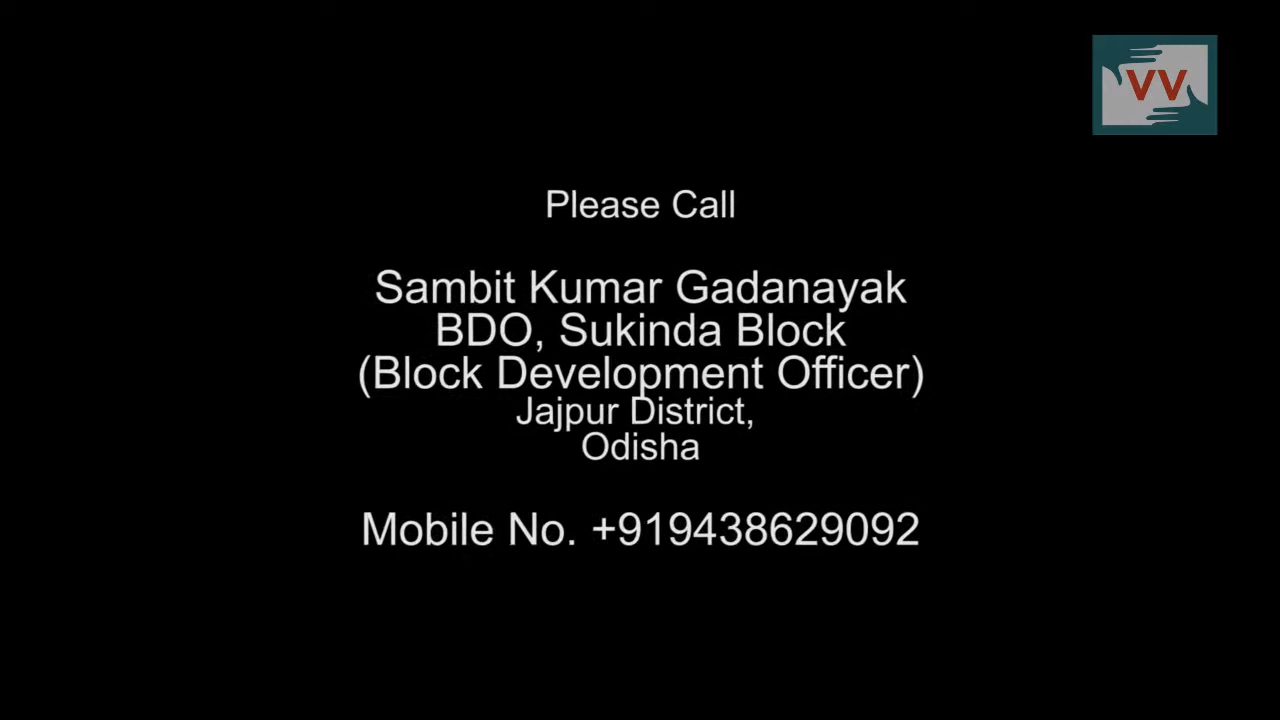 VV
Please Call
Sambit Kumar Gadanayak
BDO, Sukinda Block
(Block Development Officer)
Jajpur District,
Odisha
Mobile No. +919438629092